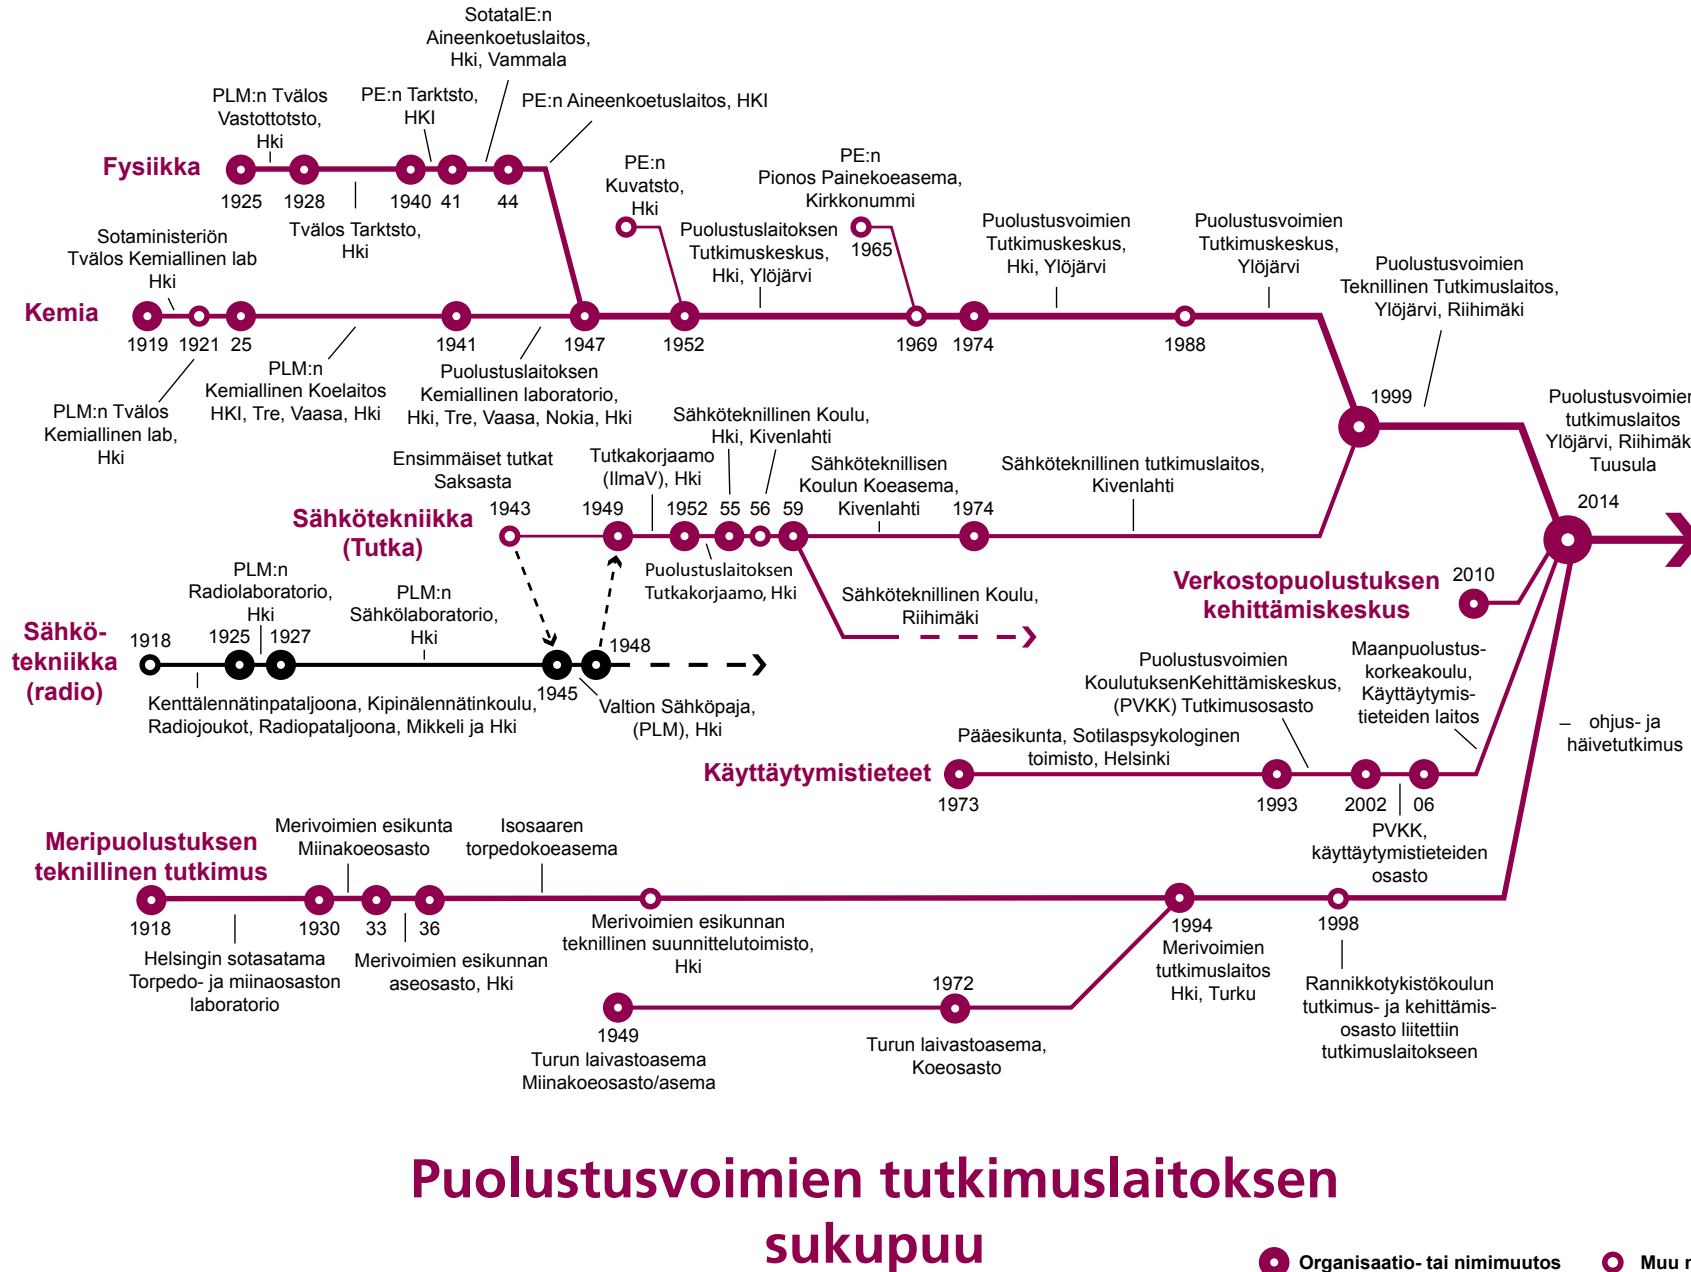 SotatalE:n
Aineenkoetuslaitos,
Hki, Vammala
PLM:n Tvälos
Vastottotsto,
Hki
PE:n Tarktsto,
HKI
PE:n Aineenkoetuslaitos, HKI
Fysiikka
1925
1928
1940
41
44
Tvälos Tarktsto,
Hki
PE:n
Kuvatsto,
Hki
PE:n
Pionos Painekoeasema,
Kirkkonummi
1965
Sotaministeriön
Tvälos Kemiallinen lab
Hki
Puolustuslaitoksen
Tutkimuskeskus,
Hki, Ylöjärvi
Puolustusvoimien
Tutkimuskeskus,
Hki, Ylöjärvi
Puolustusvoimien
Tutkimuskeskus,
Ylöjärvi
Puolustusvoimien
Teknillinen Tutkimuslaitos,
Ylöjärvi, Riihimäki
Kemia
1919
1921
25
1941
1947
1952
1969
1974
1988
PLM:n Tvälos
Kemiallinen lab,
Hki
PLM:n
Kemiallinen Koelaitos
HKI, Tre, Vaasa, Hki
Puolustuslaitoksen
Kemiallinen laboratorio,
Hki, Tre, Vaasa, Nokia, Hki
1999
Puolustusvoimien
tutkimuslaitos
Ylöjärvi, Riihimäk
Tuusula
2014
Ensimmäiset tutkat
Saksasta
Tutkakorjaamo
(IlmaV), Hki
Sähköteknillinen Koulu,
Hki, Kivenlahti
Sähköteknillisen
Koulun Koeasema,
Kivenlahti
Sähköteknillinen tutkimuslaitos,
Kivenlahti
Sähkötekniikka
(Tutka)
1943
1949
1952
55
56
59
1974
Puolustuslaitoksen
Tutkakorjaamo, Hki
Sähköteknillinen Koulu,
Riihimäki
Verkostopuolustuksen
kehittämiskeskus
2010
PLM:n
Radiolaboratorio,
Hki
PLM:n
Sähkölaboratorio,
Hki
Sähkö-
tekniikka
(radio)
1918
1925
1927
1945
1948
Kenttälennätinpataljoona, Kipinälennätinkoulu,
Radiojoukot, Radiopataljoona, Mikkeli ja Hki
Valtion Sähköpaja,
(PLM), Hki
Puolustusvoimien
KoulutuksenKehittämiskeskus,
(PVKK) Tutkimusosasto
Maanpuolustus-
korkeakoulu,
Käyttäytymis-
tieteiden laitos
– ohjus- ja
häivetutkimus
Pääesikunta, Sotilaspsykologinen
toimisto, Helsinki
Käyttäytymistieteet
1973
1993
2002
06
PVKK,
käyttäytymistieteiden
osasto
Meripuolustuksen
teknillinen tutkimus
Merivoimien esikunta
Miinakoeosasto
Isosaaren
torpedokoeasema
1918
1930
33
36
1994
1998
Helsingin sotasatama
Torpedo- ja miinaosaston
laboratorio
Merivoimien esikunnan
aseosasto, Hki
Merivoimien esikunnan
teknillinen suunnittelutoimisto,
Hki
Merivoimien
tutkimuslaitos
Hki, Turku
Rannikkotykistökoulun
tutkimus- ja kehittämis-
osasto liitettiin
tutkimuslaitokseen
1949
1972
Turun laivastoasema
Miinakoeosasto/asema
Turun laivastoasema,
Koeosasto
Puolustusvoimien tutkimuslaitoksen
sukupuu
Organisaatio- tai nimimuutos
Muu